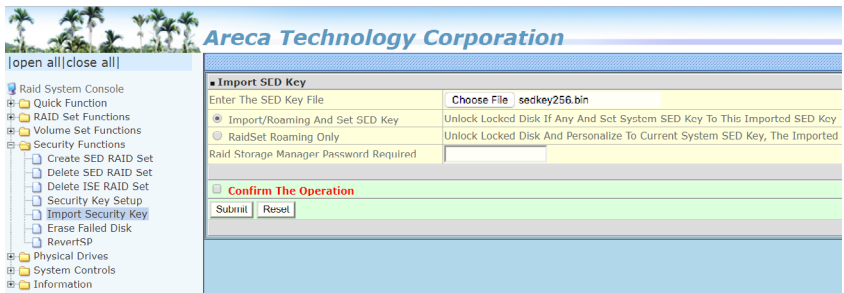 Areca Technology Corporation
|open all|close all|
Raid System Console
Quick Function
RAID Set Functions
Volume Set Functions
Security Functions
Create SED RAID Set
Delete SED RAID Set
Delete ISE RAID Set
Security Key Setup
Import Security Key
Erase Failed Disk
RevertSP
Physical Drives
System Controls
Information
Import SED Key
Enter The SED Key File Choose File sedkey256.bin
Import/Roaming And Set SED Key Unlock Locked Disk If Any And Set System SED Key To This Imported SED Key
RaidSet Roaming Only Unlock Locked Disk And Personalize To Current System SED Key, The Imported
Raid Storage Manager Password Required
Confirm The Operation
Submit Reset